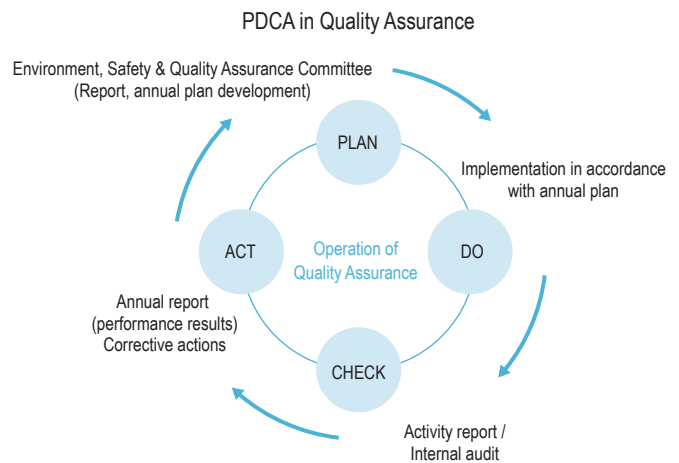 PDCA in Quality Assurance
Environment, Safety & Quality Assurance Committee
(Report, annual plan development)
PLAN
Implementation in accordance
with annual plan
DO
Operation of
Quality Assurance
ACT
Annual report
(performance results)
Corrective actions
CHECK
Activity report /
Internal audit